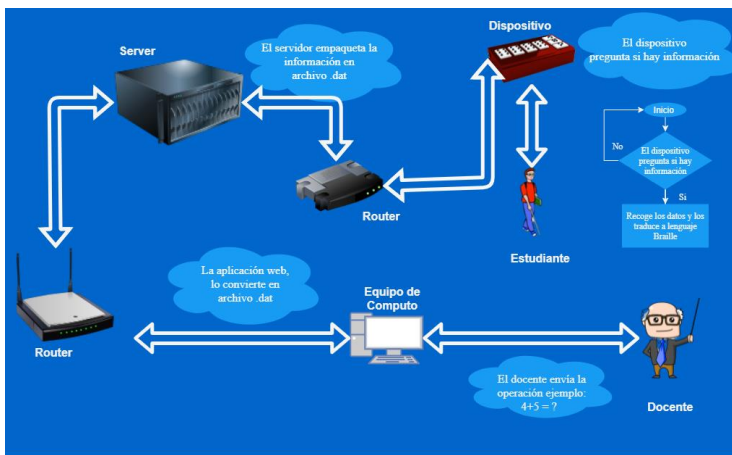 Server
El servidor empaqueta la
información en
archivo .dat
Dispositivo
El dispositivo
pregunta si hay información
Inicio
No
El dispositivo
pregunta si hay
información
Si
Recoge los datos y los
traduce a lenguaje
Braille
Router
Estudiante
La aplicación web,
lo convierte en
archivo .dat
Equipo de
Computo
Router
El docente envía la
operación ejemplo:
4+5 = ?
Docente